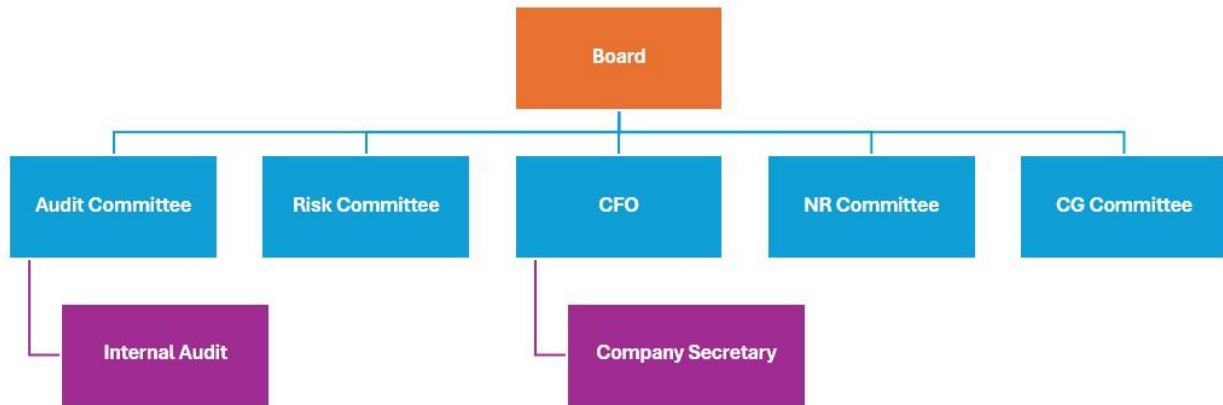 Board
Audit Committee
Risk Committee
CFO
NR Committee
CG Committee
Internal Audit
Company Secretary